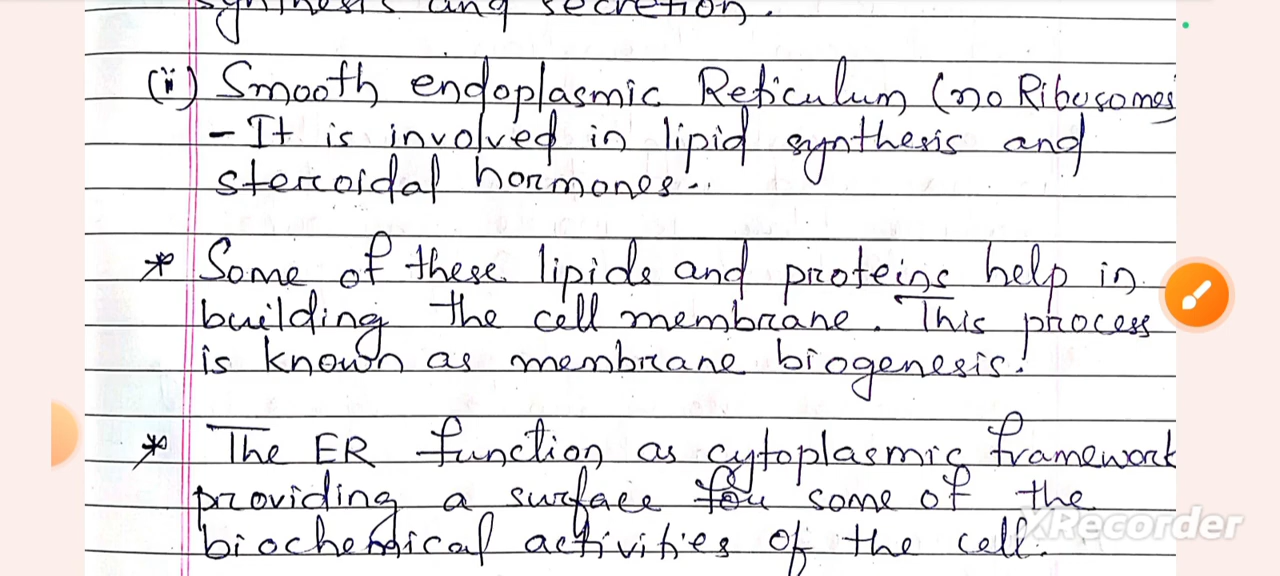 synthesis and secretion.
(ii) Smooth endoplasmic Reticulum (no Ribosomes
- It is involved in lipid synthesis and
steroidal hormones..
* Some of these lipids and proteins help in
building the cell membrane. This process
is known as membrane biogenesis.
* The ER function as cytoplasmic framework
providing a surface for some of the
biochemical activities of the cell.
XRecorder